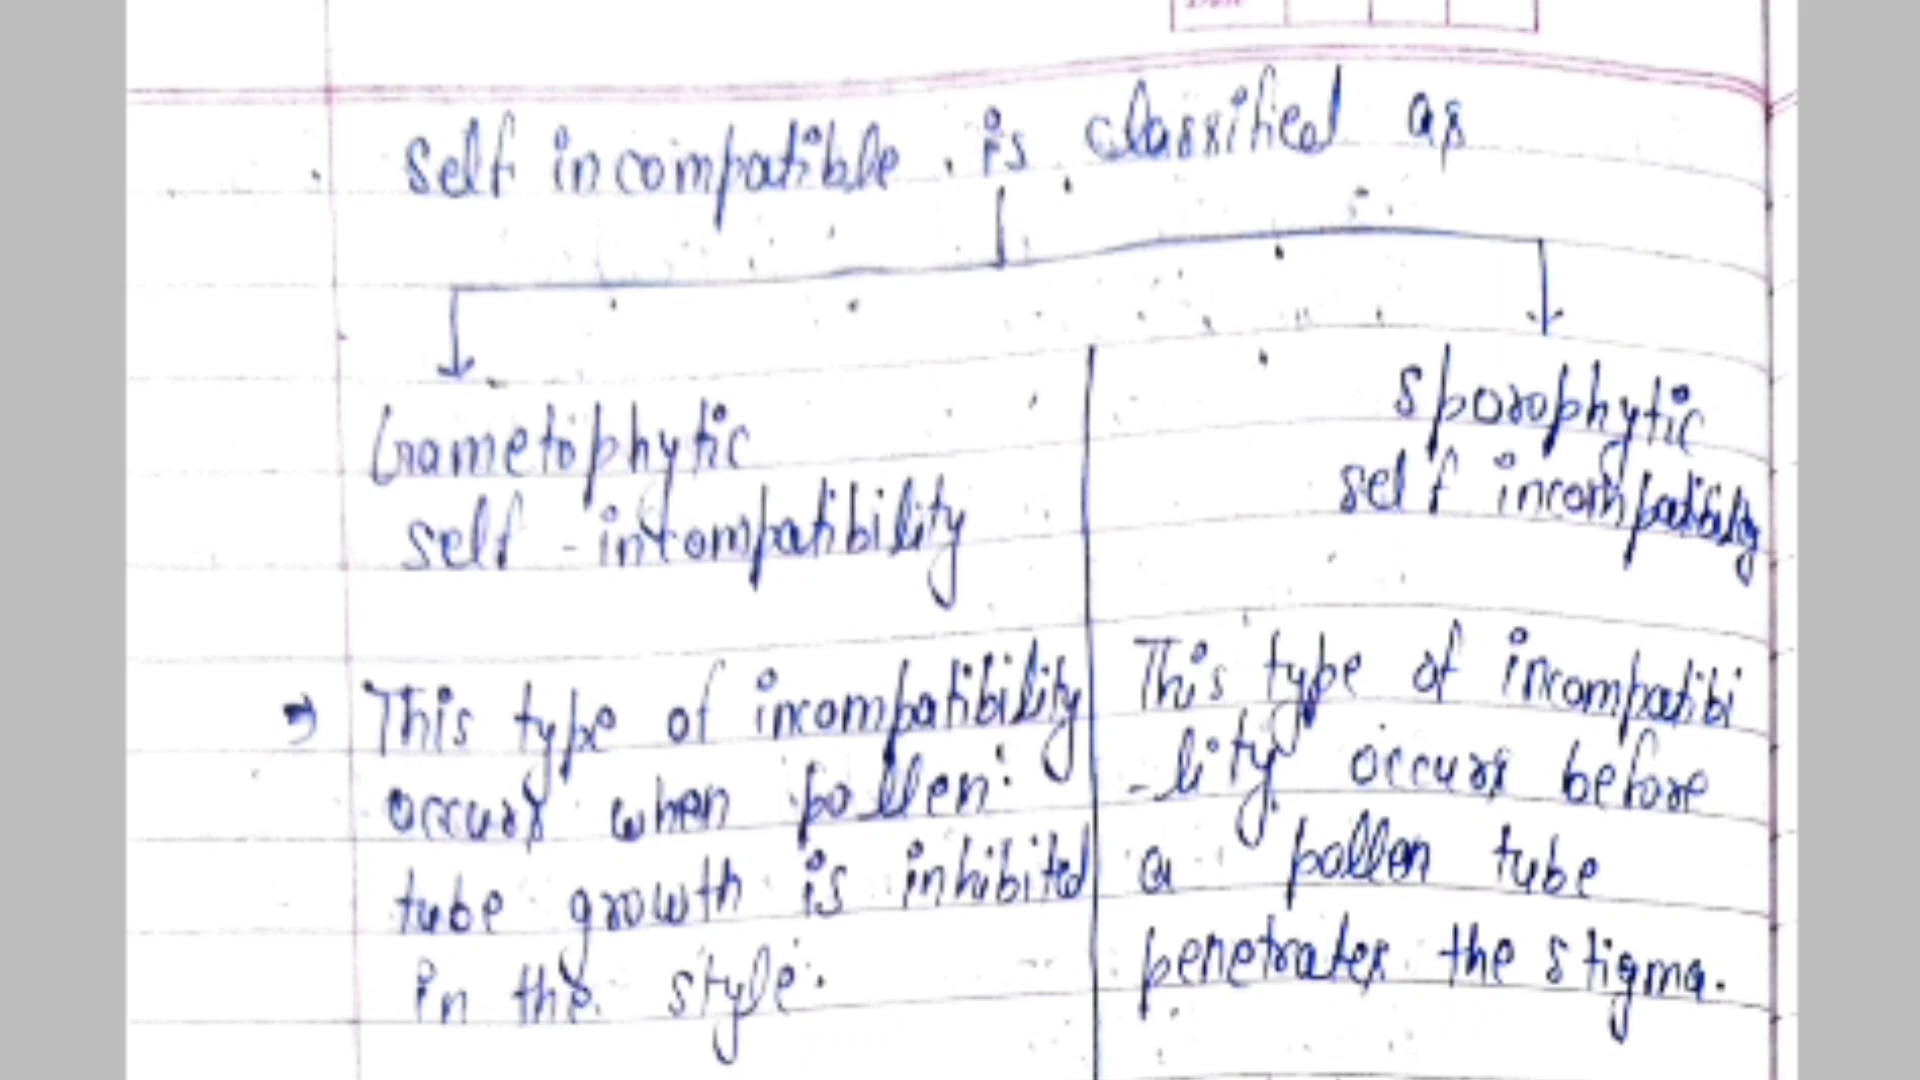 self incompatible is classified as
Gametophytic
self - incompatibility
Sporophytic
self incompatibility
This type of incompatibility
occurs when pollen
tube growth is inhibited
in the style.
This type of incompatibi
-lity occurs before
a pollen tube
penetrates the stigma.